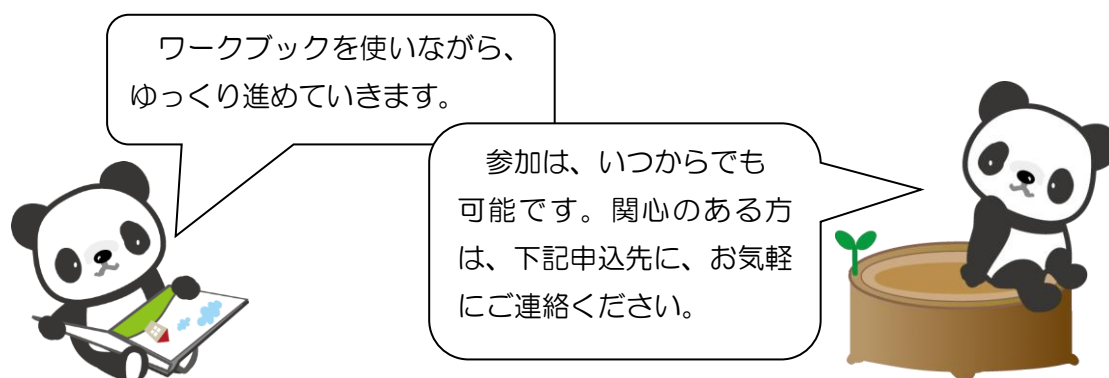 ワークブックを使いながら、
ゆっくり進めていきます。
参加は、いつからでも
可能です。関心のある方
は、下記申込先に、お気軽
にご連絡ください。